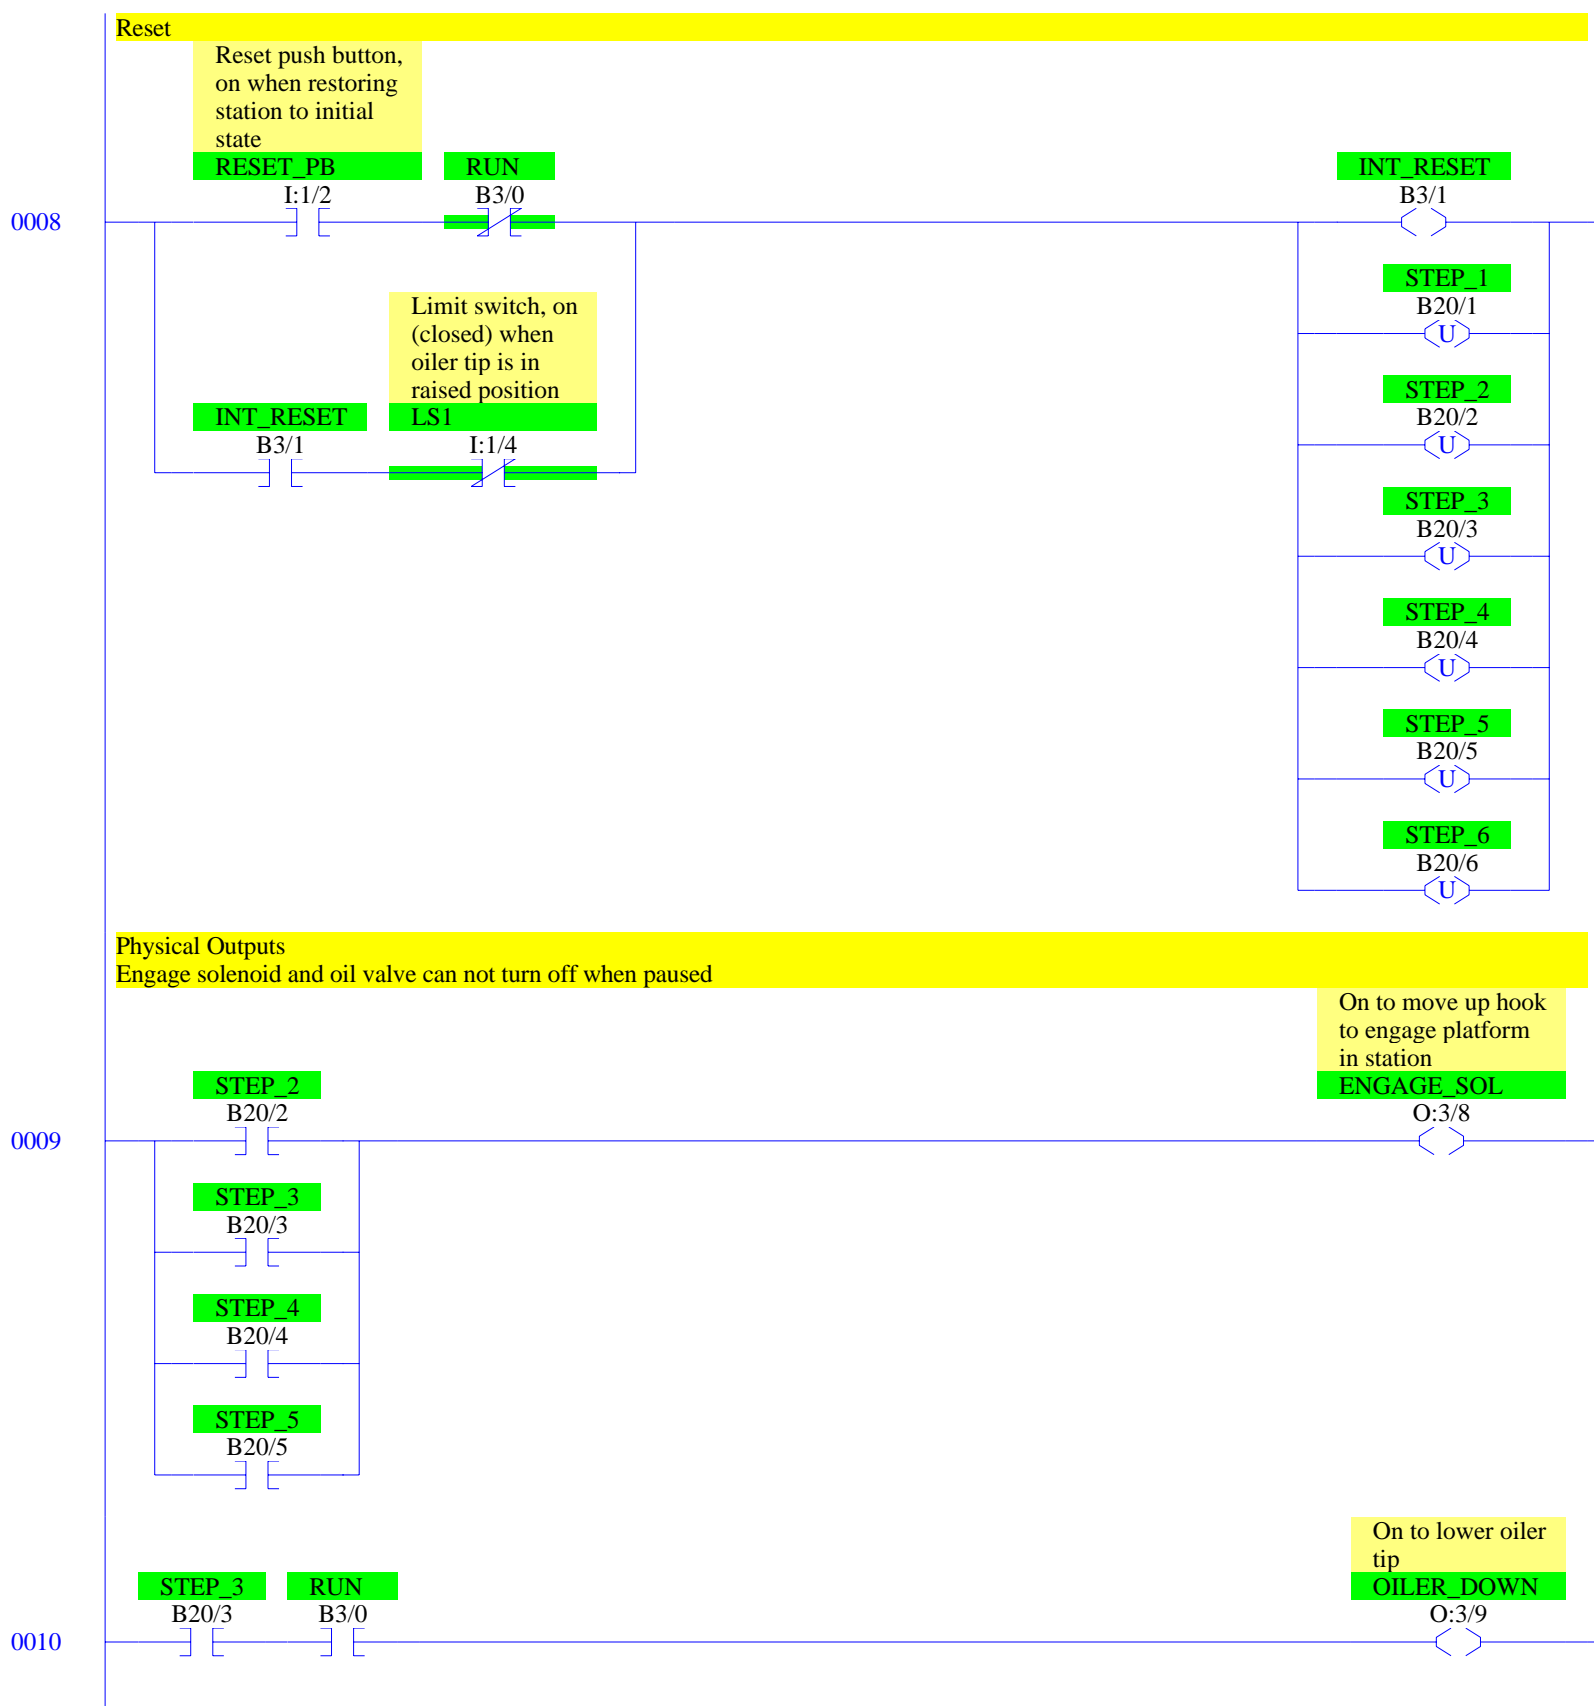 Reset
Reset push button,
on when restoring
station to initial
state
RESET_PB
I:1/2
RUN
B3/0
INT_RESET
B3/1
0008
STEP_1
B20/1
U
Limit switch, on
(closed) when
oiler tip is in
raised position
LS1
I:1/4
INT_RESET
B3/1
STEP_2
B20/2
U
STEP_3
B20/3
U
STEP_4
B20/4
U
STEP_5
B20/5
U
STEP_6
B20/6
U
Physical Outputs
Engage solenoid and oil valve can not turn off when paused
On to move up hook
to engage platform
in station
ENGAGE_SOL
O:3/8
STEP_2
B20/2
0009
STEP_3
B20/3
STEP_4
B20/4
STEP_5
B20/5
On to lower oiler
tip
OILER_DOWN
O:3/9
STEP_3
B20/3
RUN
B3/0
0010